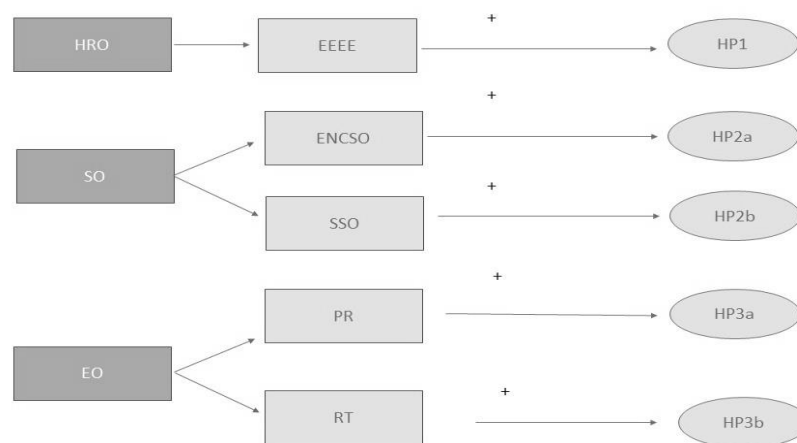 +
HRO
EEEE
HP1
+
ENCSO
HP2a
SO
+
SSO
HP2b
+
PR
HP3a
EO
+
RT
HP3b